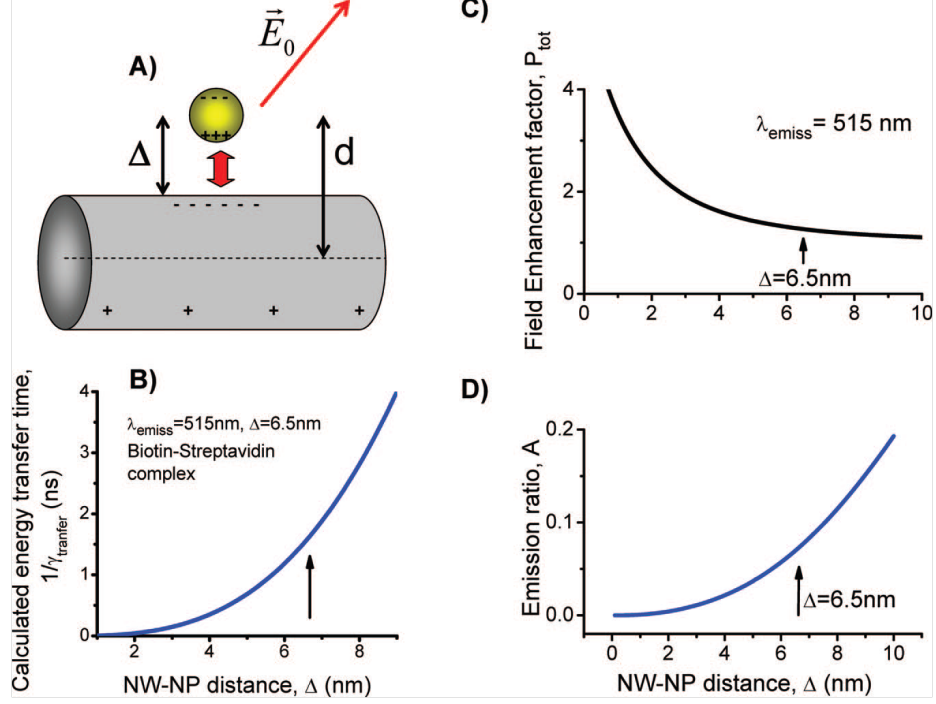 A)
E⃗₀
- - -
+++
Δ
d
- - - - - -
+ + + +
B)
λemiss=515nm, Δ=6.5nm
Biotin-Streptavidin
complex
Calculated energy transfer time,
1/γtranfer (ns)
4
3
2
1
0
2 4 6 8
NW-NP distance, Δ (nm)
C)
Field Enhancement factor, Ptot
4
2
0
λemiss= 515 nm
Δ=6.5nm
0 2 4 6 8 10
D)
Emission ratio, A
0.2
0.1
0.0
Δ=6.5nm
0 2 4 6 8 10
NW-NP distance, Δ (nm)